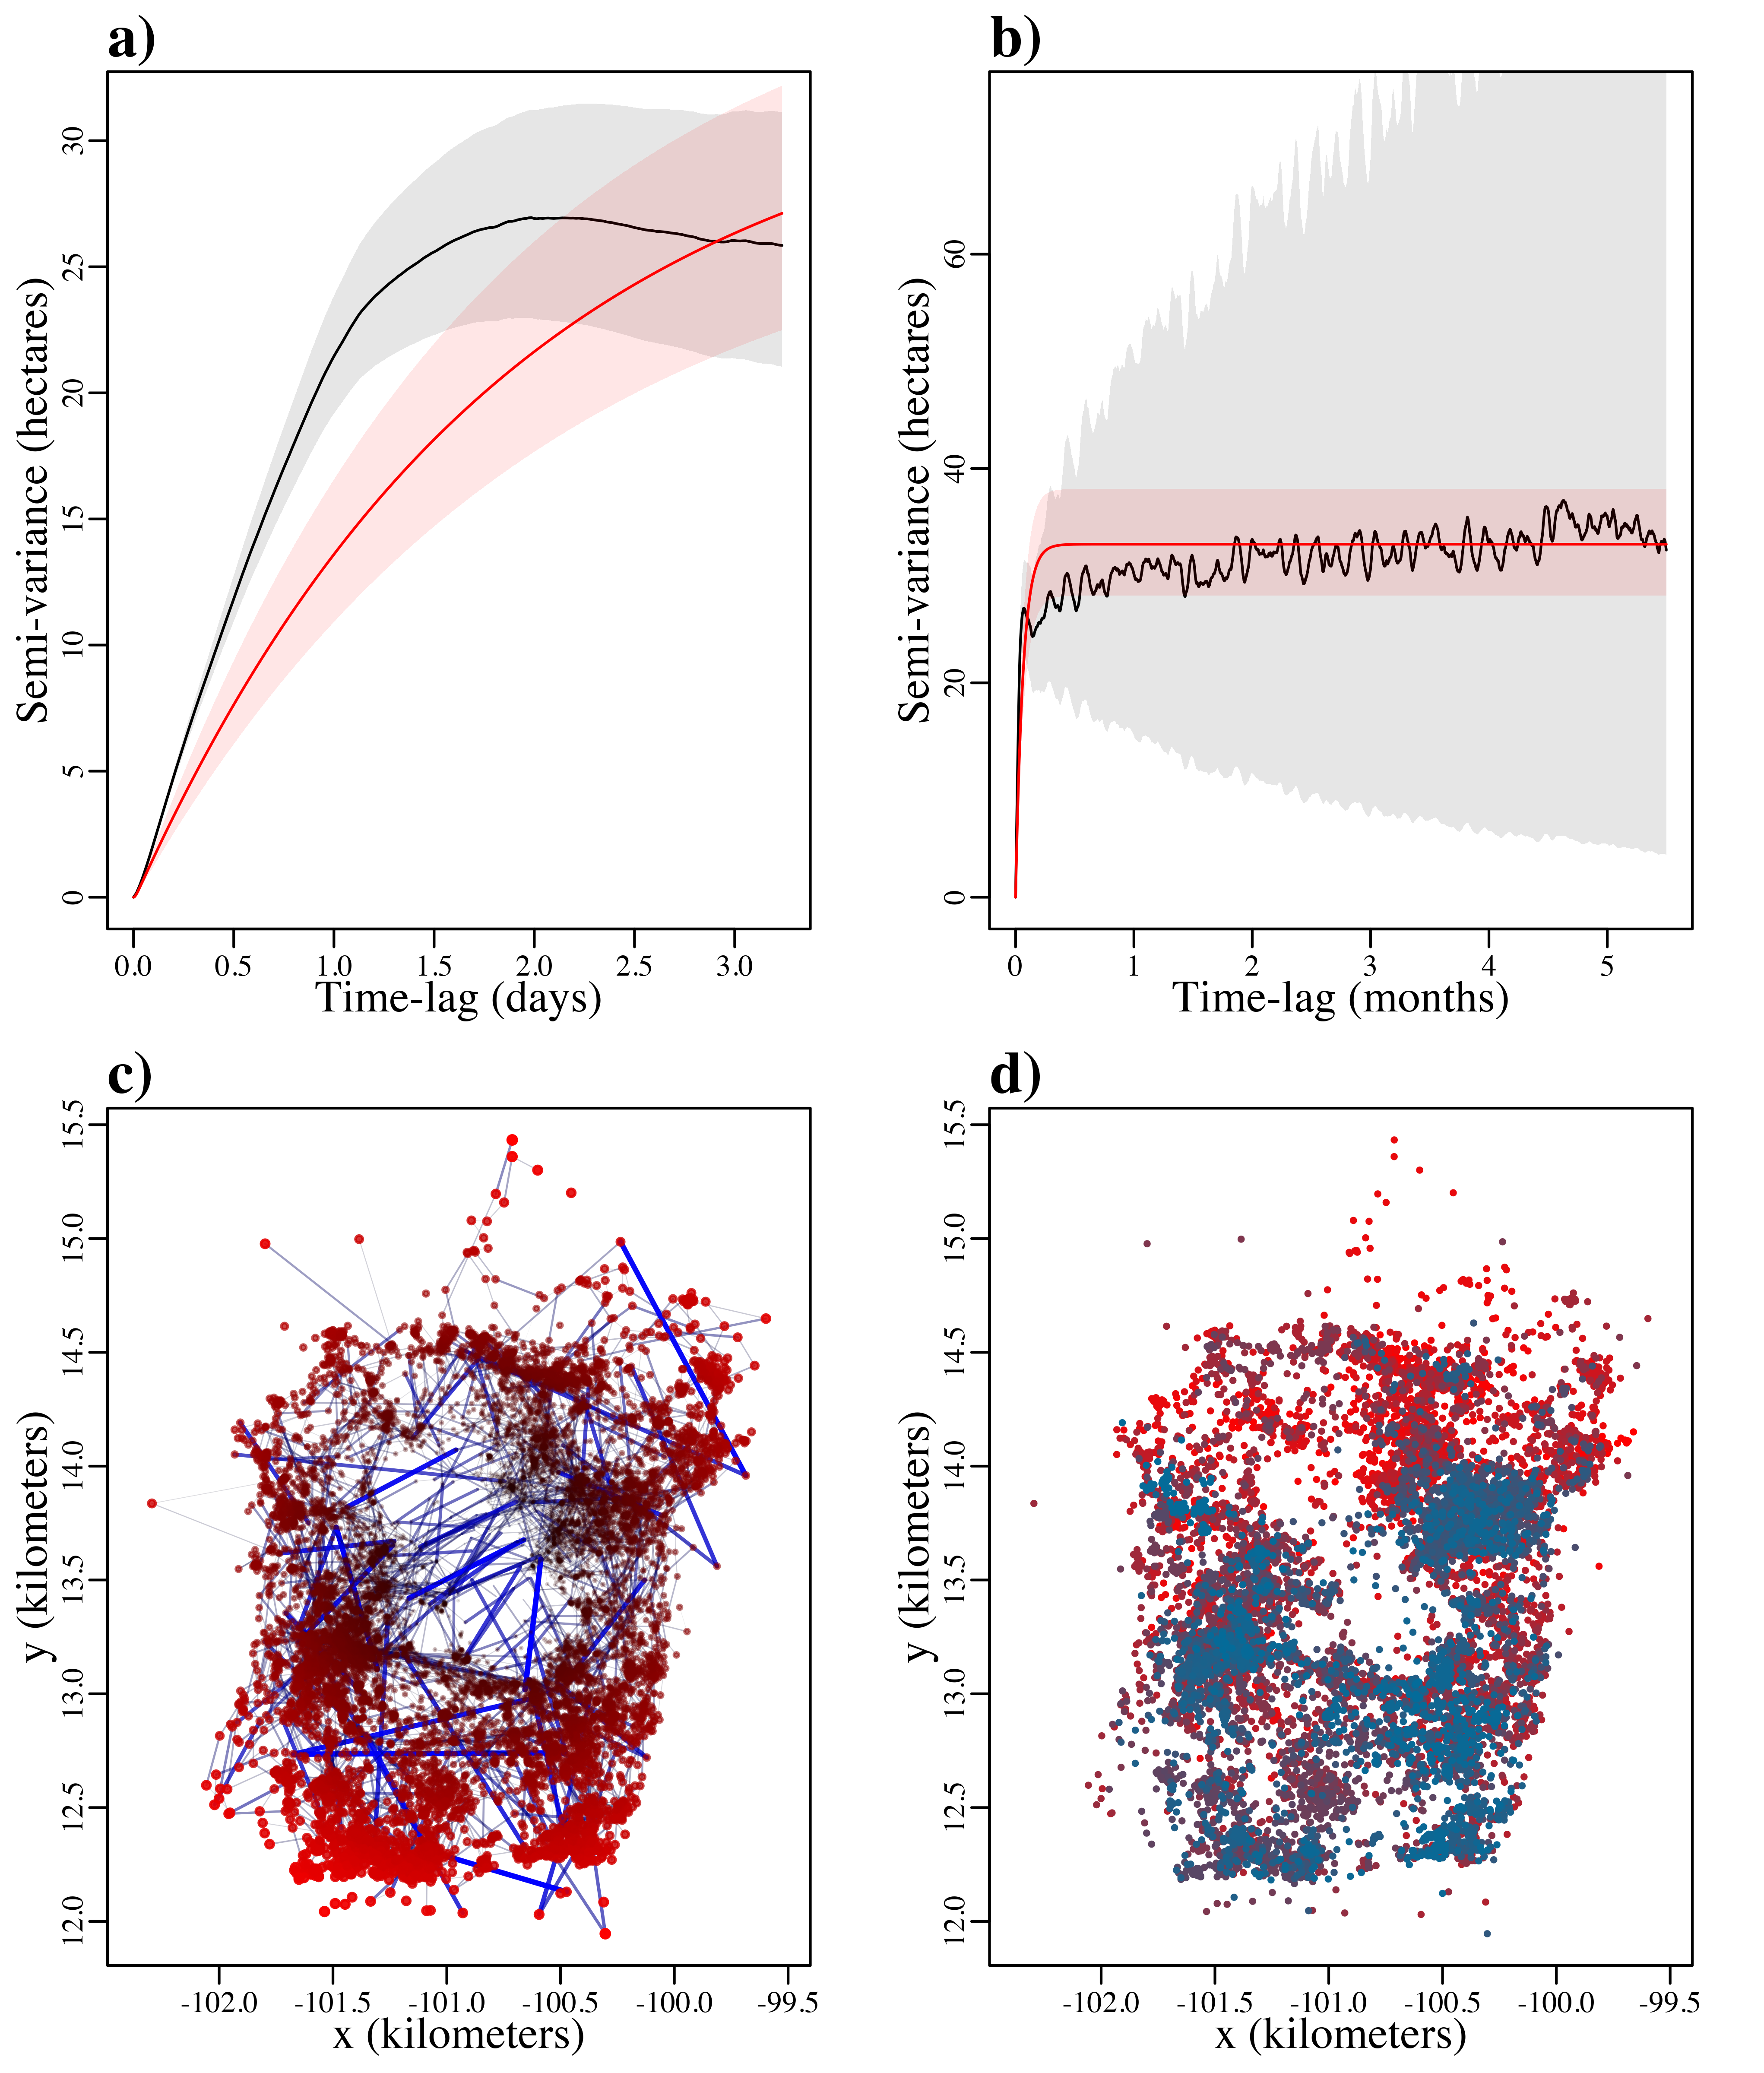 a)
Semi-variance (hectares)
0 5 10 15 20 25 30
0.0 0.5 1.0 1.5 2.0 2.5 3.0
Time-lag (days)
b)
Semi-variance (hectares)
0 20 40 60
0 1 2 3 4 5
Time-lag (months)
c)
y (kilometers)
12.0 12.5 13.0 13.5 14.0 14.5 15.0 15.5
-102.0 -101.5 -101.0 -100.5 -100.0 -99.5
x (kilometers)
d)
y (kilometers)
12.0 12.5 13.0 13.5 14.0 14.5 15.0 15.5
-102.0 -101.5 -101.0 -100.5 -100.0 -99.5
x (kilometers)